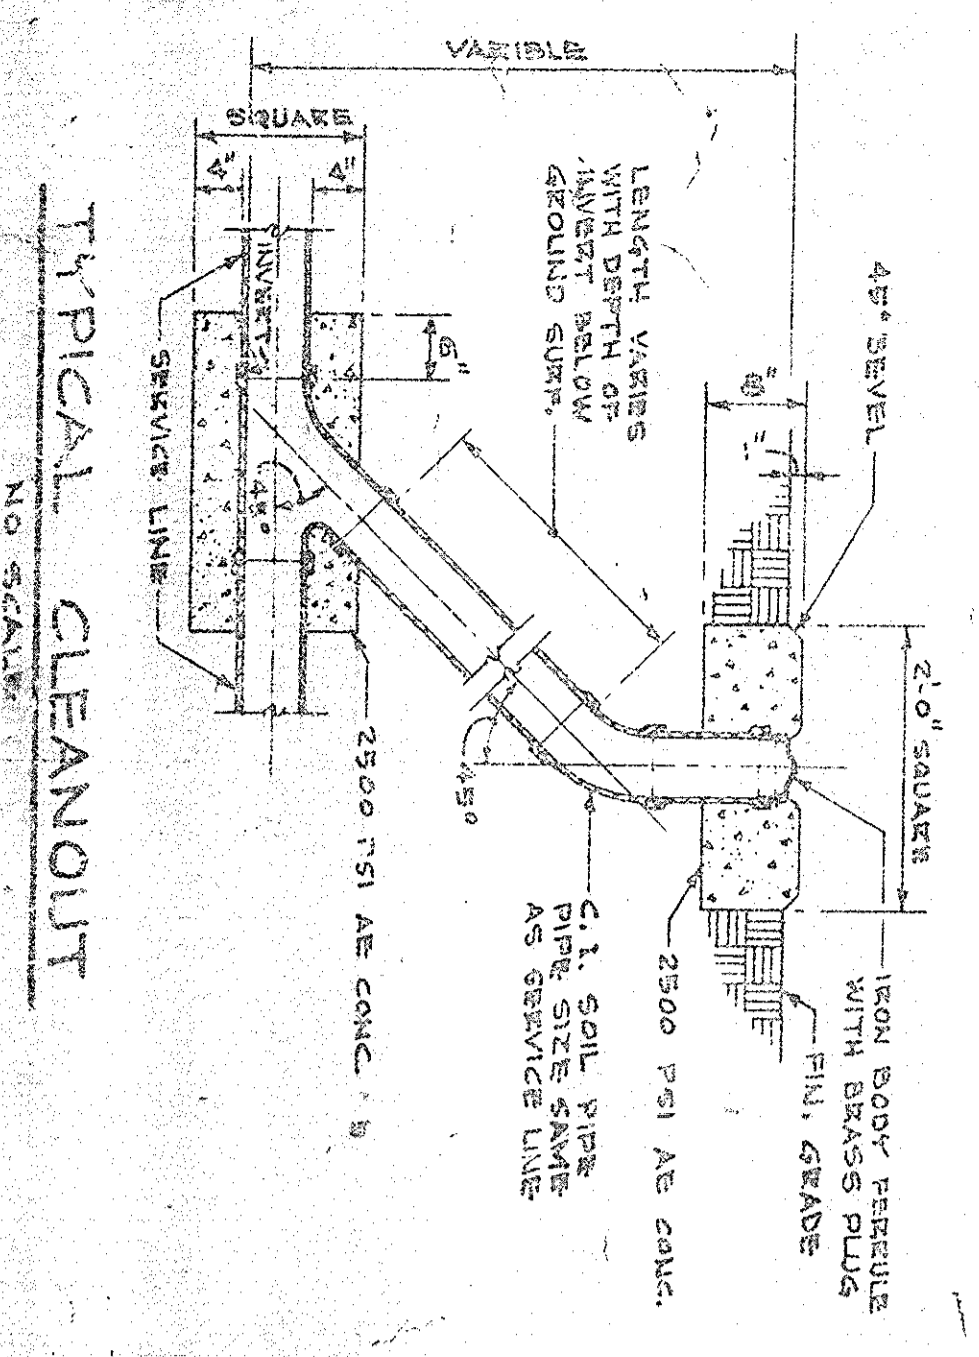 45° BEVEL
2'-0" SQUARE
IRON BODY FERRULE
WITH BRASS PLUG
FIN. GRADE
8"
1"
VARIBLE
LENGTH VARIES
WITH DEPTH OF
INVERT BELOW
GROUND SURF.
2500 PSI AE CONC.
C. I. SOIL PIPE
PIPE SIZE SAME
AS SERVICE LINE
45°
6"
SQUARE
4"
4"
INVERT
45°
2500 PSI AE CONC.
SERVICE LINE
TYPICAL CLEANOUT
NO SCALE